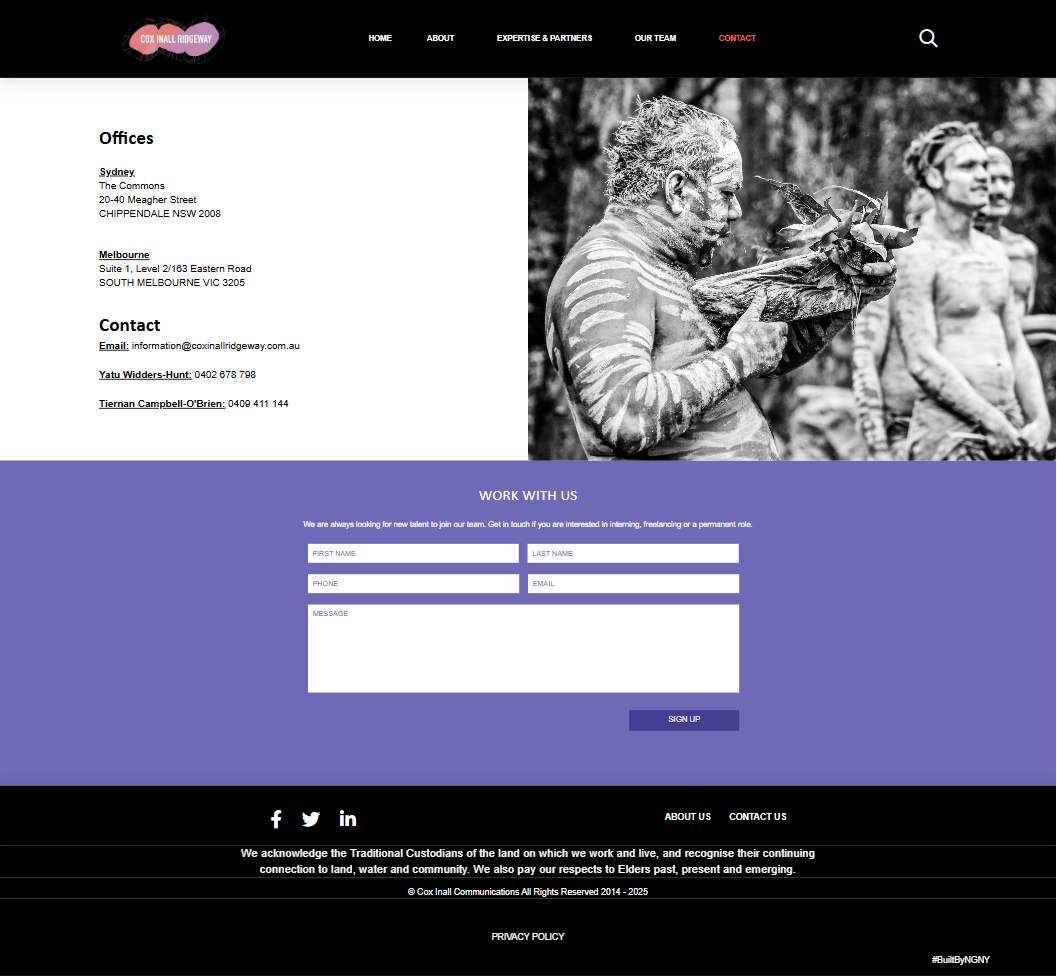 COX INALL RIDGEWAY
HOME ABOUT EXPERTISE & PARTNERS OUR TEAM CONTACT
Offices
Sydney
The Commons
20-40 Meagher Street
CHIPPENDALE NSW 2008
Melbourne
Suite 1, Level 2/163 Eastern Road
SOUTH MELBOURNE VIC 3205
Contact
Email: information@coxinallridgeway.com.au
Yatu Widders-Hunt: 0402 678 798
Tiernan Campbell-O'Brien: 0409 411 144
WORK WITH US
We are always looking for new talent to join our team. Get in touch if you are interested in interning, freelancing or a permanent role.
FIRST NAME LAST NAME
PHONE EMAIL
MESSAGE
SIGN UP
ABOUT US CONTACT US
We acknowledge the Traditional Custodians of the land on which we work and live, and recognise their continuing
connection to land, water and community. We also pay our respects to Elders past, present and emerging.
© Cox Inall Communications All Rights Reserved 2014 - 2025
PRIVACY POLICY
#BuiltByNGNY